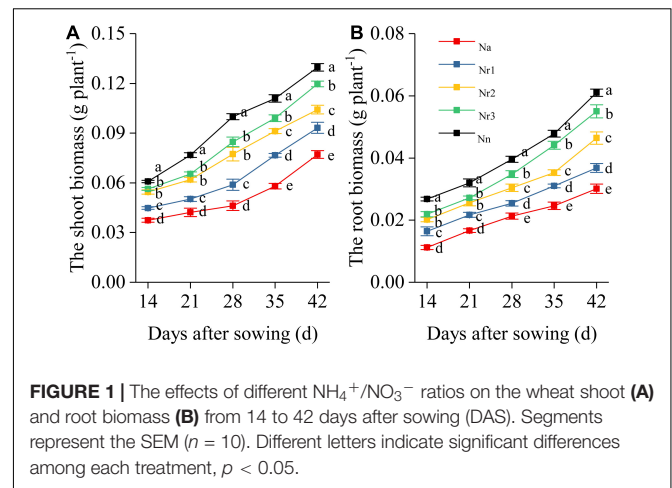 A
B
The shoot biomass (g plant⁻¹)
0.15
0.12
0.09
0.06
0.03
0.00
a a a a a
b b b b b
b b b c c
c c c d d
d d d e e
14 21 28 35 42
Days after sowing (d)
The root biomass (g plant⁻¹)
0.08
0.06
0.04
0.02
0.00
Na
Nr1
Nr2
Nr3
Nn
a a a a a
b b b b b
b b b c c
c c c d d
d d e e e
14 21 28 35 42
Days after sowing (d)
FIGURE 1 | The effects of different NH₄⁺/NO₃⁻ ratios on the wheat shoot (A)
and root biomass (B) from 14 to 42 days after sowing (DAS). Segments
represent the SEM (n = 10). Different letters indicate significant differences
among each treatment, p < 0.05.